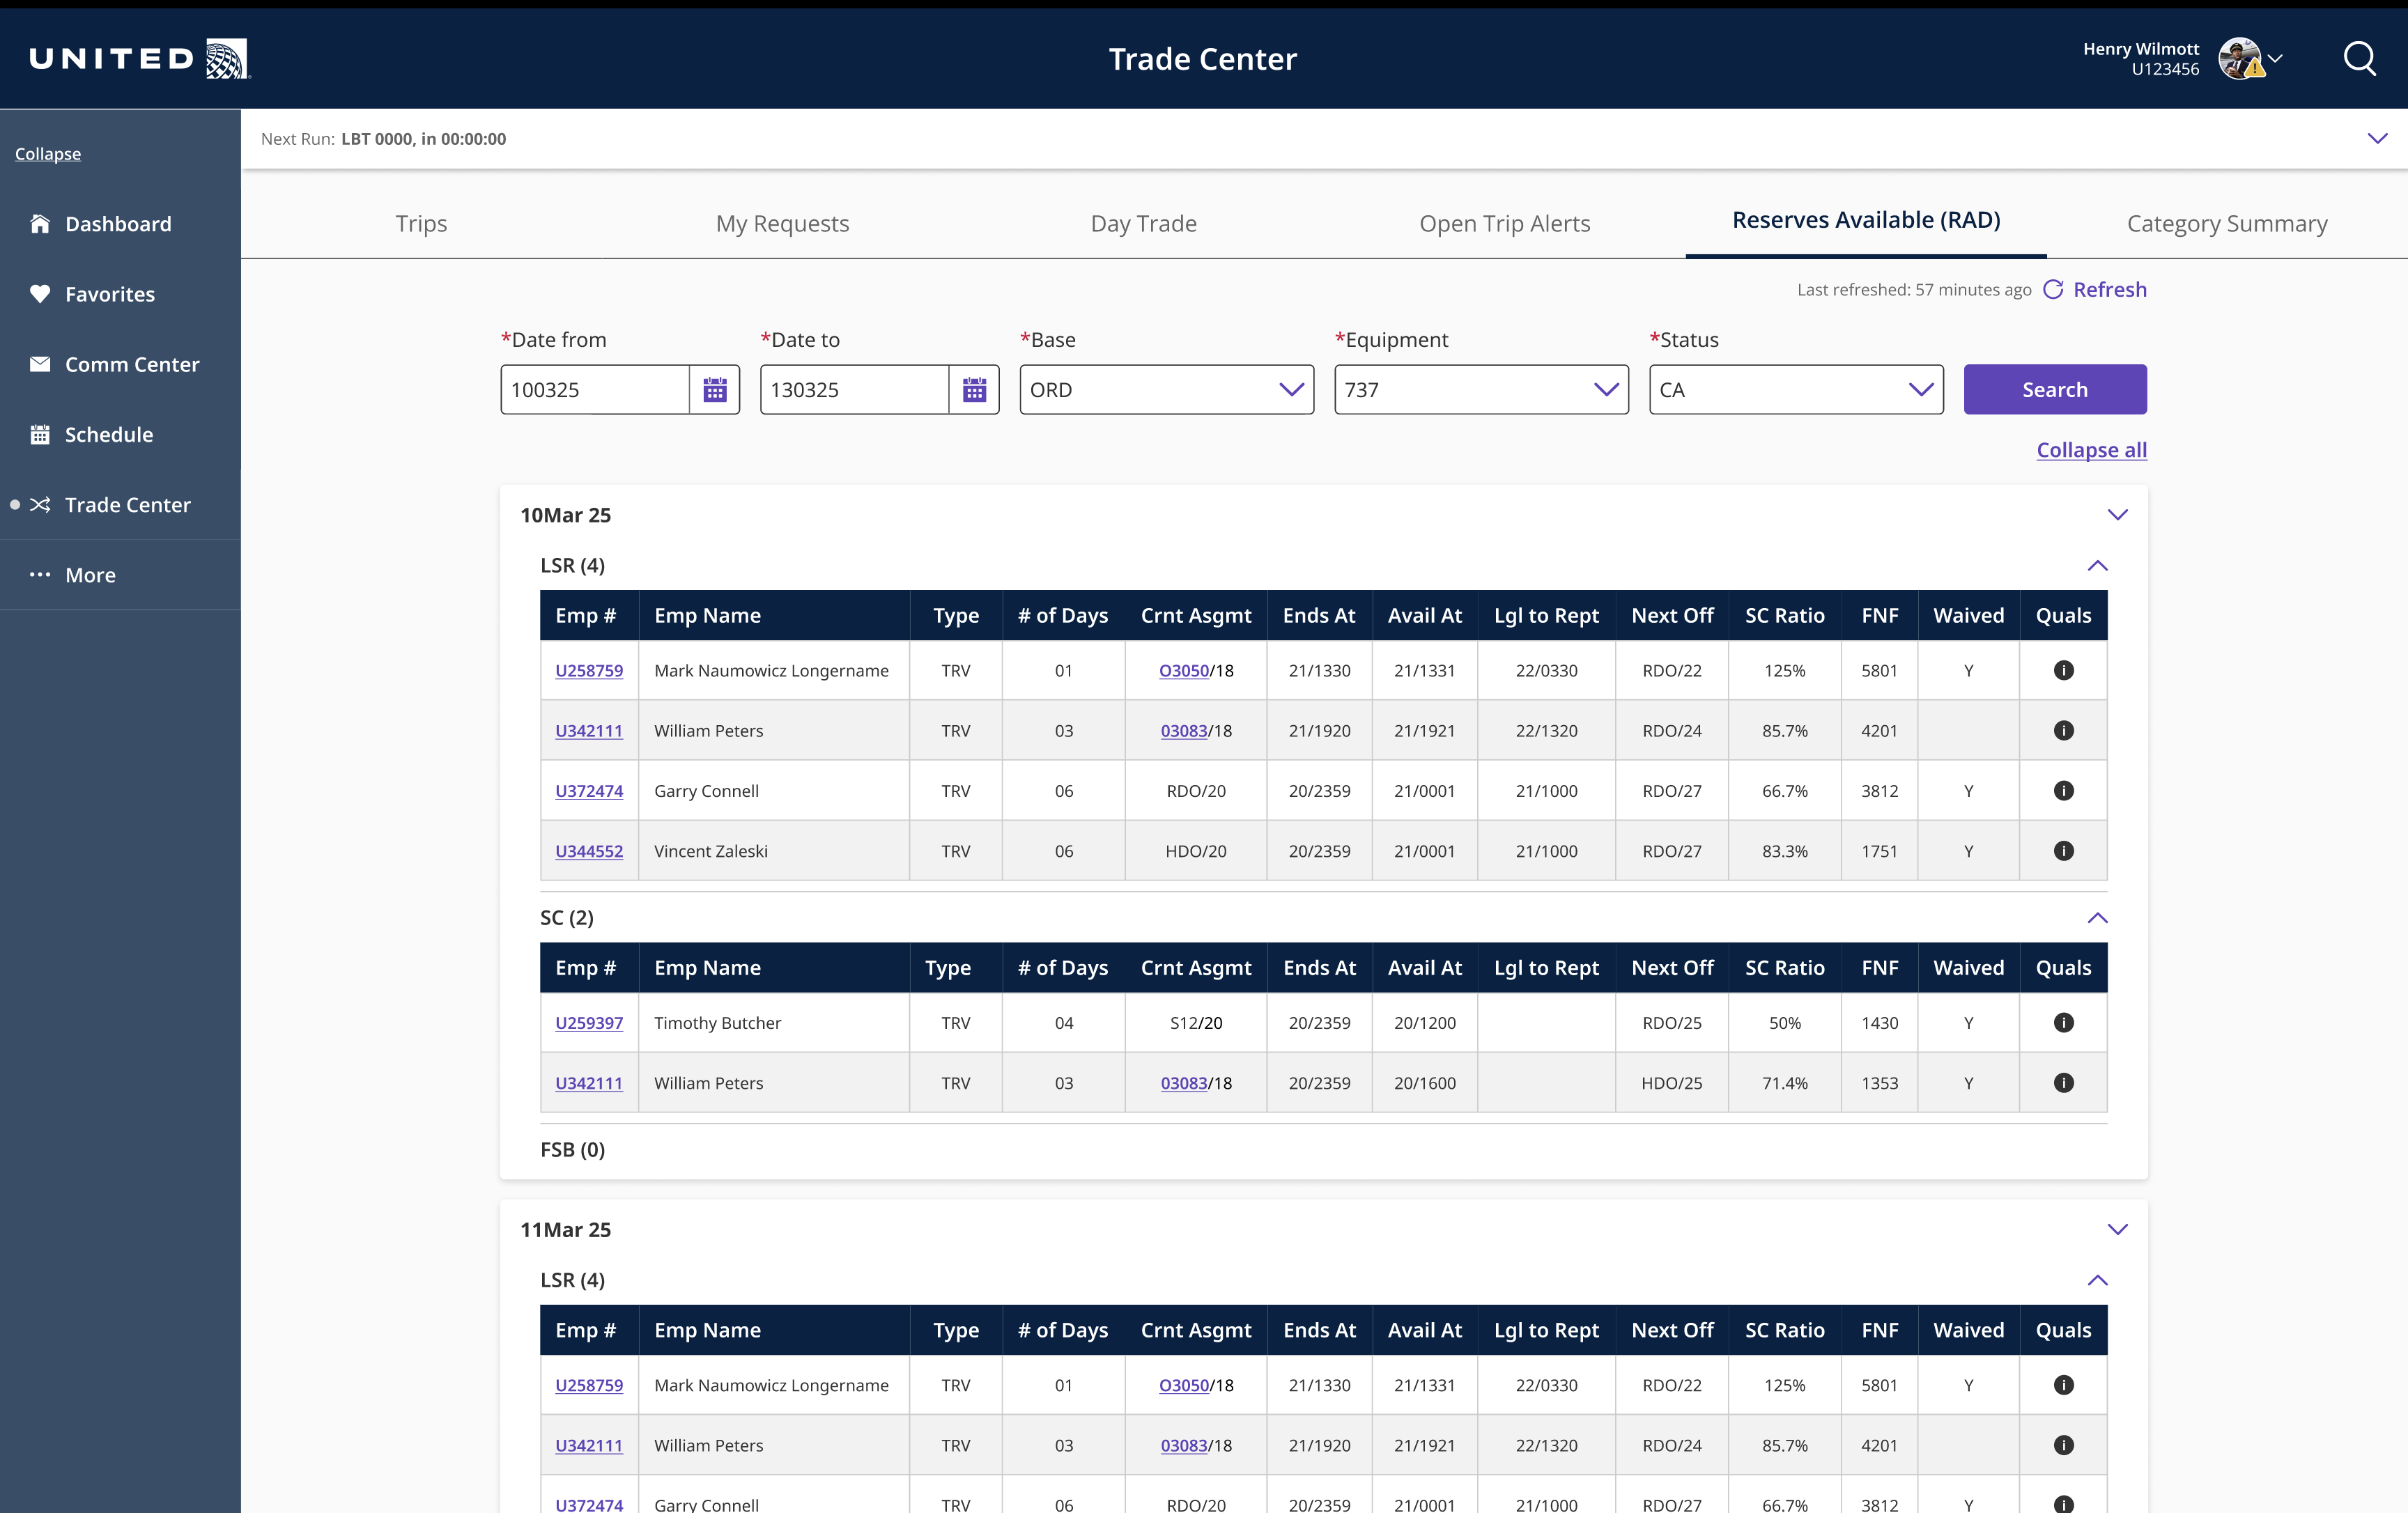 UNITED
Trade Center
Henry Wilmott
U123456
Collapse
Next Run: LBT 0000, in 00:00:00
Dashboard
Favorites
Comm Center
Schedule
Trade Center
More
Trips My Requests Day Trade Open Trip Alerts Reserves Available (RAD) Category Summary
Last refreshed: 57 minutes ago Refresh
*Date from *Date to *Base *Equipment *Status
100325 130325 ORD 737 CA Search
Collapse all
10Mar 25
LSR (4)
Emp # Emp Name Type # of Days Crnt Asgmt Ends At Avail At Lgl to Rept Next Off SC Ratio FNF Waived Quals
U258759 Mark Naumowicz Longername TRV 01 O3050/18 21/1330 21/1331 22/0330 RDO/22 125% 5801 Y
U342111 William Peters TRV 03 03083/18 21/1920 21/1921 22/1320 RDO/24 85.7% 4201
U372474 Garry Connell TRV 06 RDO/20 20/2359 21/0001 21/1000 RDO/27 66.7% 3812 Y
U344552 Vincent Zaleski TRV 06 HDO/20 20/2359 21/0001 21/1000 RDO/27 83.3% 1751 Y
SC (2)
Emp # Emp Name Type # of Days Crnt Asgmt Ends At Avail At Lgl to Rept Next Off SC Ratio FNF Waived Quals
U259397 Timothy Butcher TRV 04 S12/20 20/2359 20/1200 RDO/25 50% 1430 Y
U342111 William Peters TRV 03 03083/18 20/2359 20/1600 HDO/25 71.4% 1353 Y
FSB (0)
11Mar 25
LSR (4)
Emp # Emp Name Type # of Days Crnt Asgmt Ends At Avail At Lgl to Rept Next Off SC Ratio FNF Waived Quals
U258759 Mark Naumowicz Longername TRV 01 O3050/18 21/1330 21/1331 22/0330 RDO/22 125% 5801 Y
U342111 William Peters TRV 03 03083/18 21/1920 21/1921 22/1320 RDO/24 85.7% 4201
U372474 Garry Connell TRV 06 RDO/20 20/2359 21/0001 21/1000 RDO/27 66.7% 3812 Y